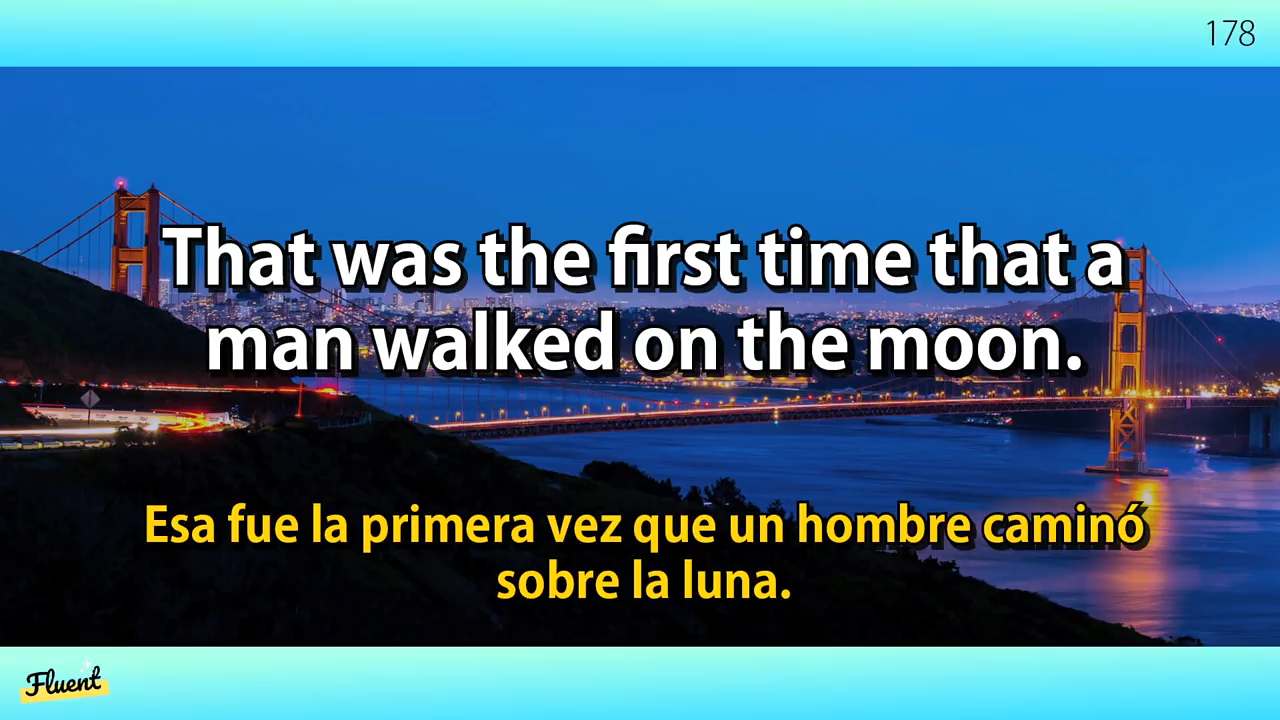 178
That was the first time that a
man walked on the moon.
Esa fue la primera vez que un hombre caminó
sobre la luna.
Fluent